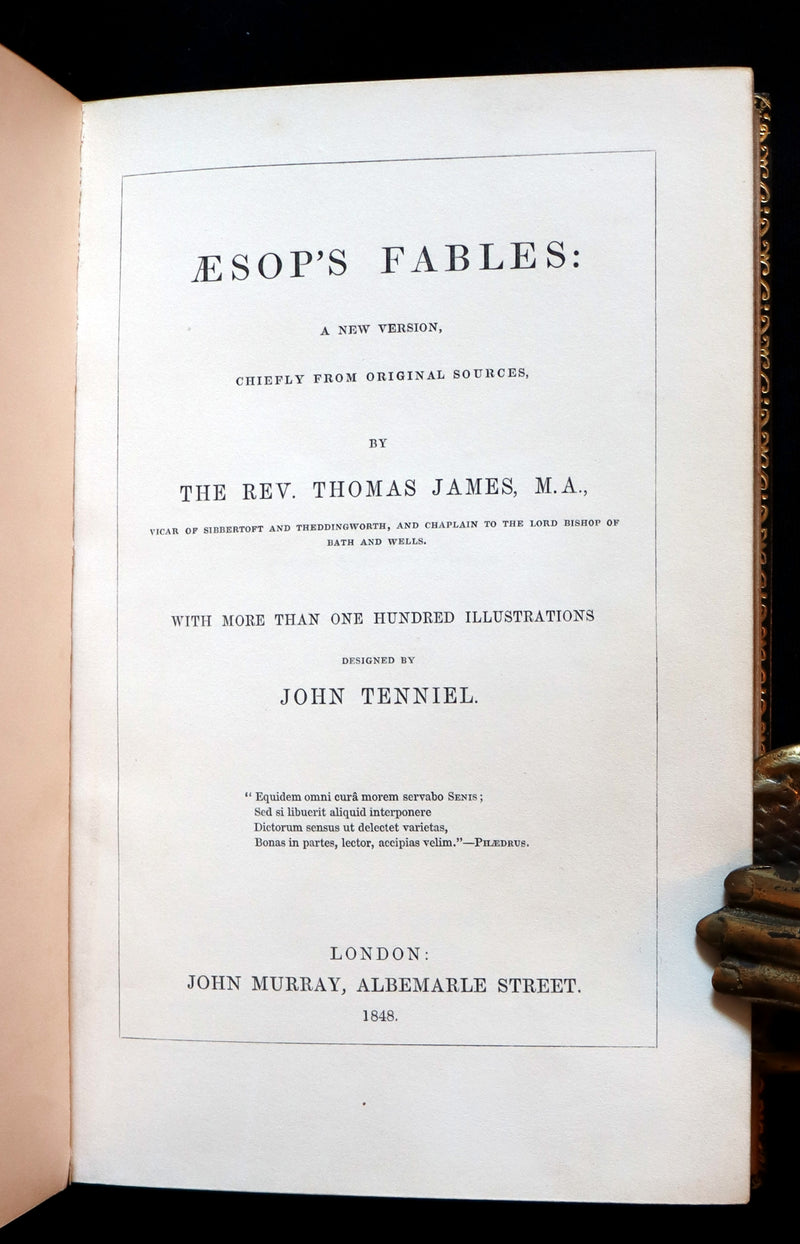 ÆSOP'S FABLES:
A NEW VERSION,
CHIEFLY FROM ORIGINAL SOURCES,
BY
THE REV. THOMAS JAMES, M.A.,
VICAR OF SIBBERTOFT AND THEDDINGWORTH, AND CHAPLAIN TO THE LORD BISHOP OF
BATH AND WELLS.
WITH MORE THAN ONE HUNDRED ILLUSTRATIONS
DESIGNED BY
JOHN TENNIEL.
“ Equidem omni curâ morem servabo SENIS ;
Sed si libuerit aliquid interponere
Dictorum sensus ut delectet varietas,
Bonas in partes, lector, accipias velim.”—PHÆDRUS.
LONDON:
JOHN MURRAY, ALBEMARLE STREET.
1848.